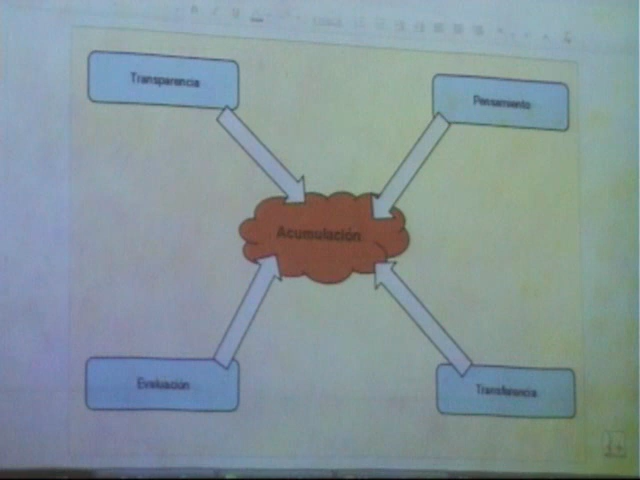 Transparencia
Pensamiento
Acumulación
Evaluación
Transferencia